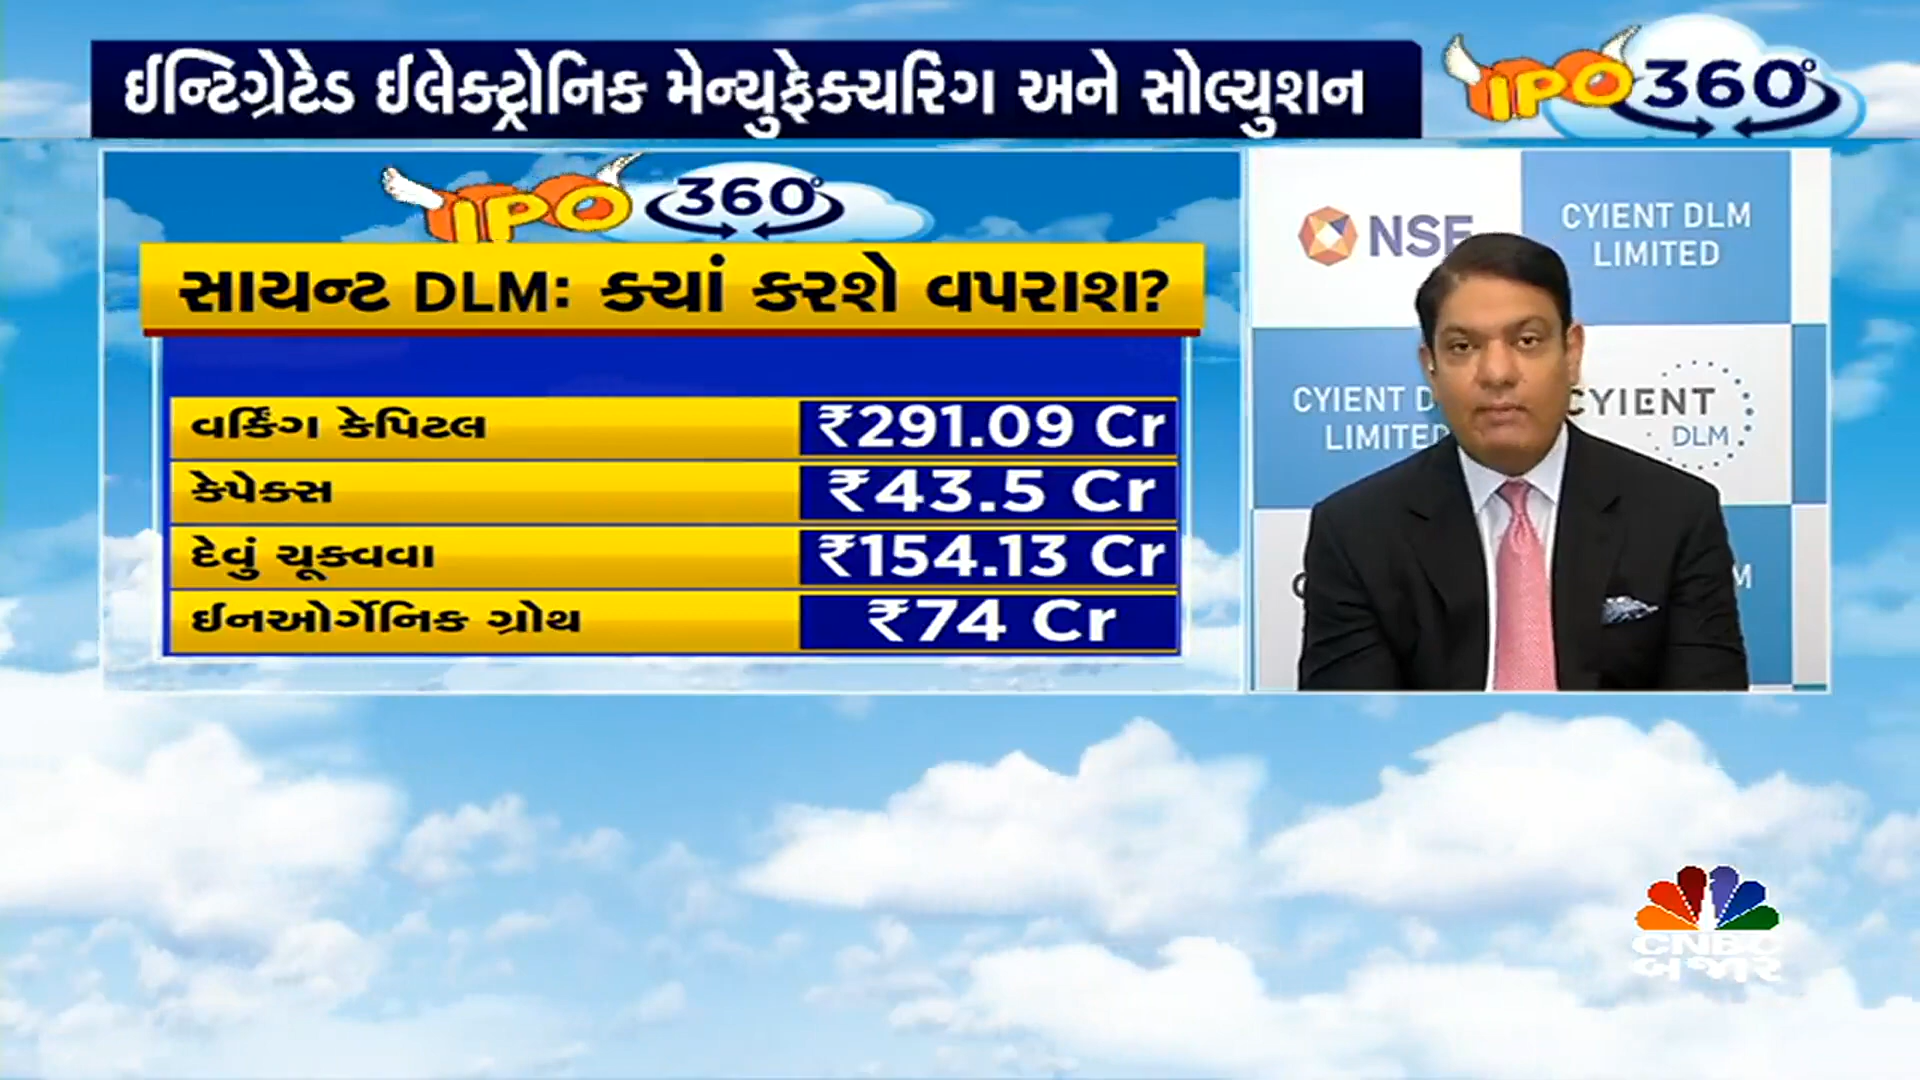 ઈન્ટિગ્રેટેડ ઈલેક્ટ્રોનિક મેન્યુફેક્ચરિંગ અને સોલ્યુશન
IPO 360°
IPO 360°
સાયન્ટ DLM: ક્યાં કરશે વપરાશ?
વર્કિંગ કેપિટલ ₹291.09 Cr
કેપેક્સ ₹43.5 Cr
દેવું ચૂકવવા ₹154.13 Cr
ઈનઓર્ગેનિક ગ્રોથ ₹74 Cr
NSE
CYIENT DLM
LIMITED
CYIENT D
LIMITED
CYIENT
DLM
CNBC
બજાર